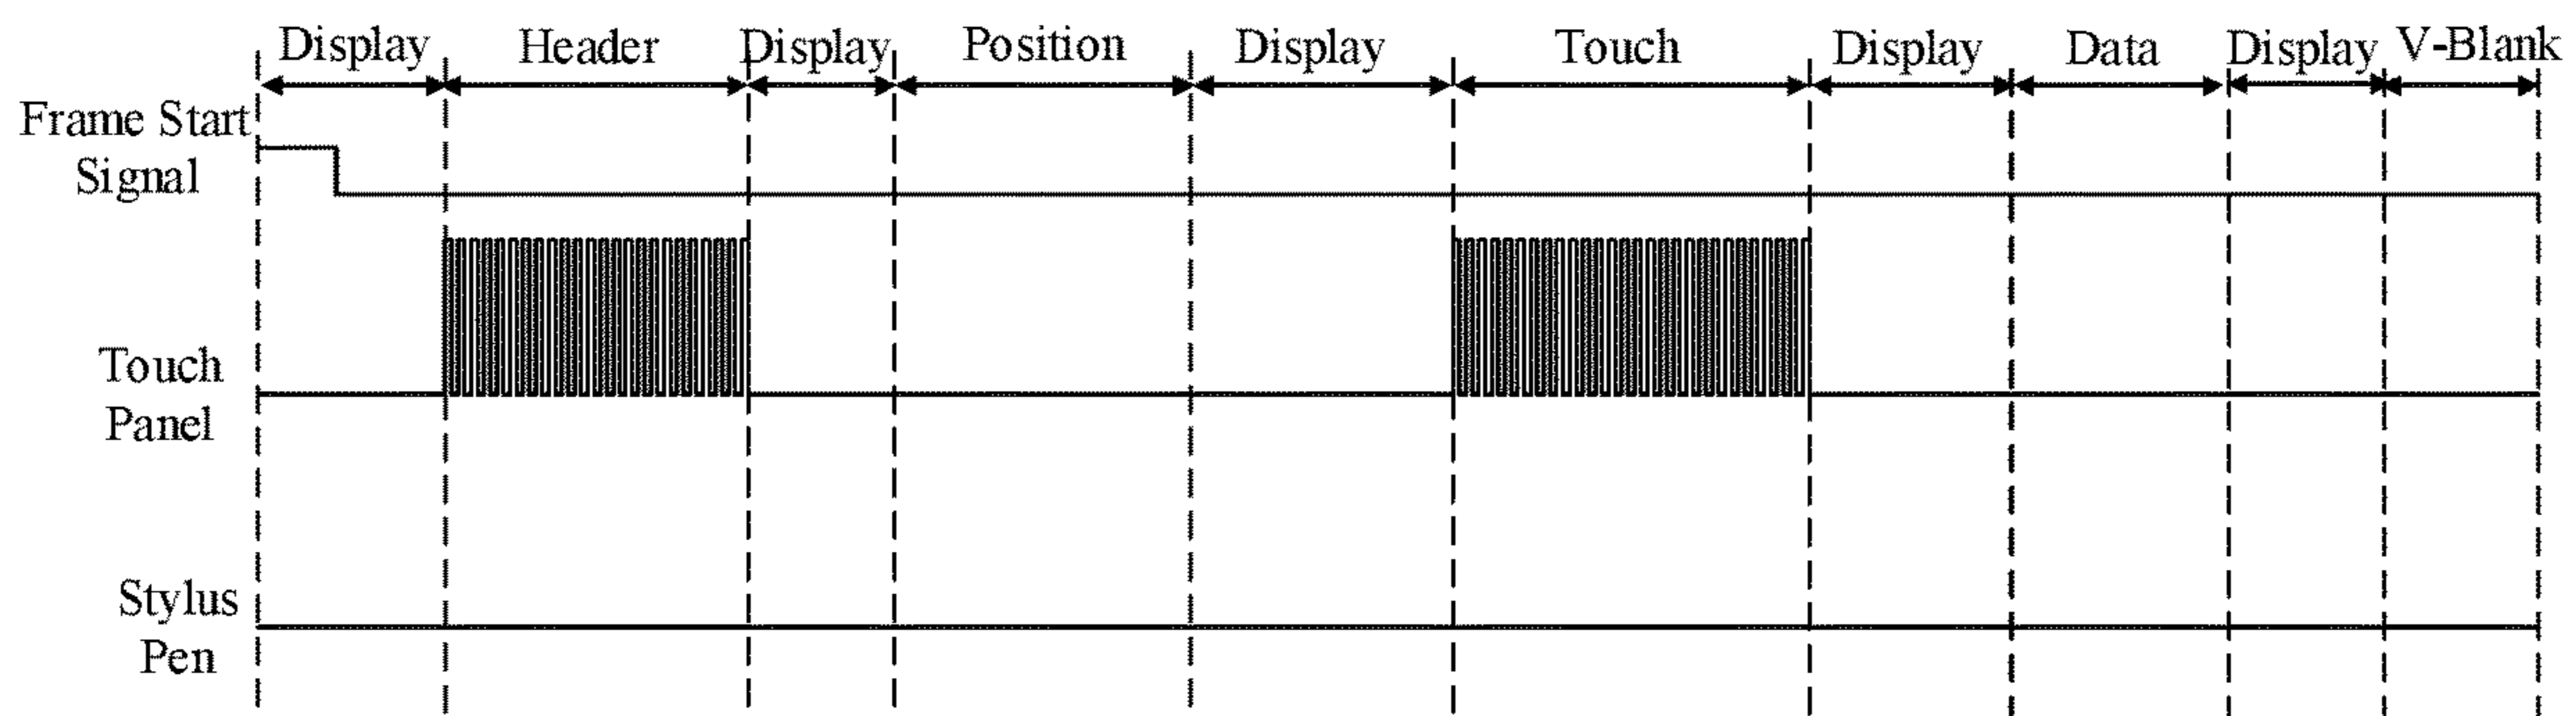 Display Header Display Position Display Touch Display Data Display V-Blank
Frame Start
Signal
Touch
Panel
Stylus
Pen